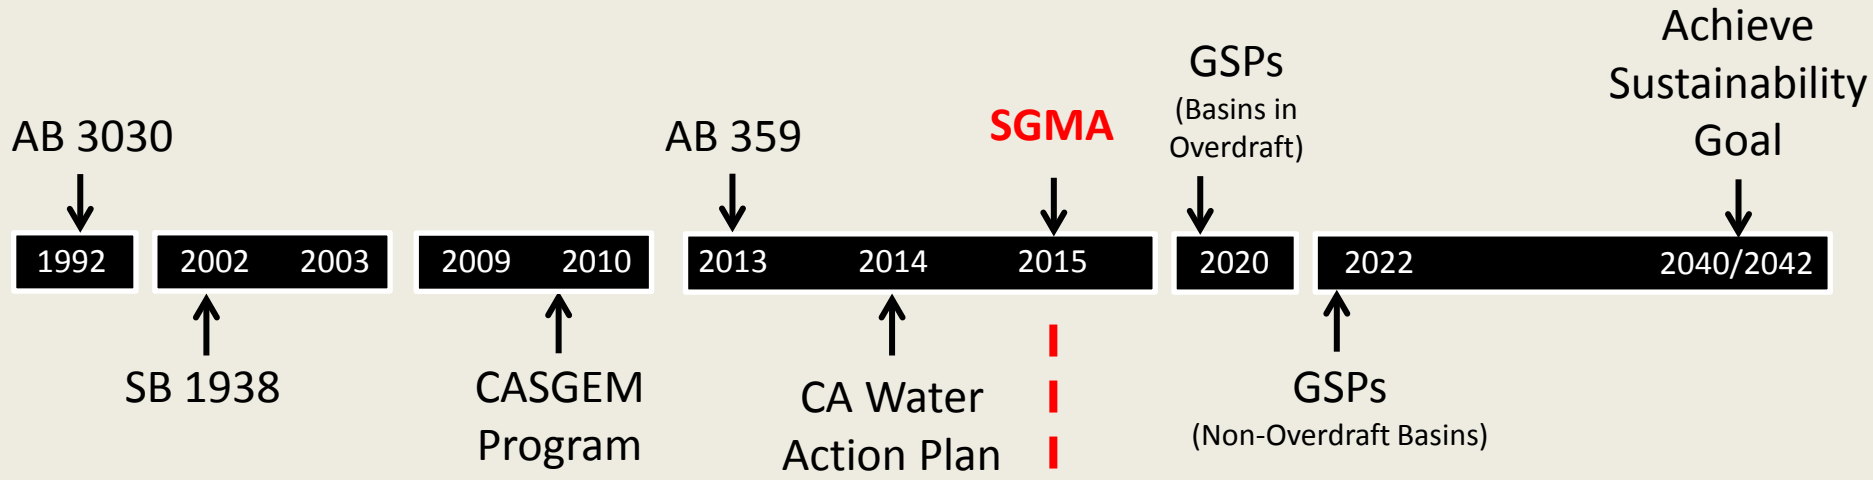 AB 3030
AB 359
SGMA
GSPs
(Basins in
Overdraft)
Achieve
Sustainability
Goal
1992
2002
2003
2009
2010
2013
2014
2015
2020
2022
2040/2042
SB 1938
CASGEM
Program
CA Water
Action Plan
GSPs
(Non-Overdraft Basins)